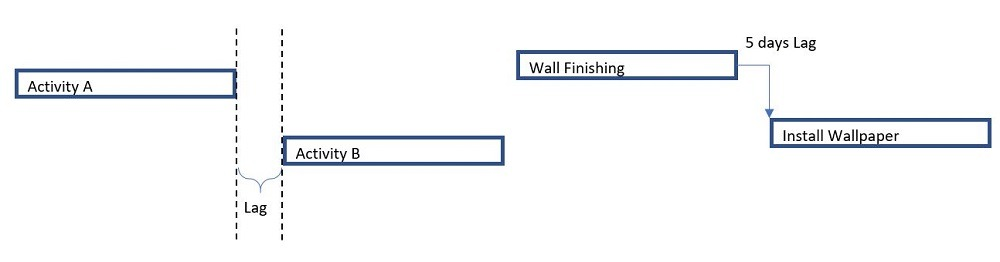 Activity A
Activity B
Lag
5 days Lag
Wall Finishing
Install Wallpaper